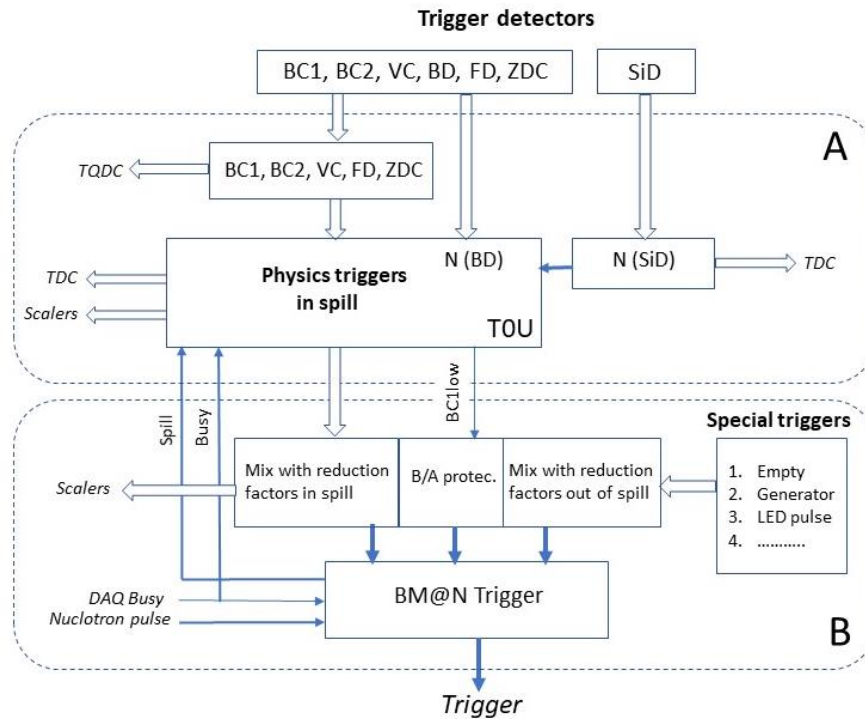 Trigger detectors
BC1, BC2, VC, BD, FD, ZDC
SiD
A
TQDC
BC1, BC2, VC, FD, ZDC
N (BD)
N (SiD)
TDC
TDC
Physics triggers
in spill
Scalers
T0U
Spill
Busy
BC1low
Special triggers
Mix with reduction
factors in spill
B/A protec.
Mix with reduction
factors out of spill
1. Empty
2. Generator
3. LED pulse
4. ...........
Scalers
BM@N Trigger
DAQ Busy
Nuclotron pulse
B
Trigger